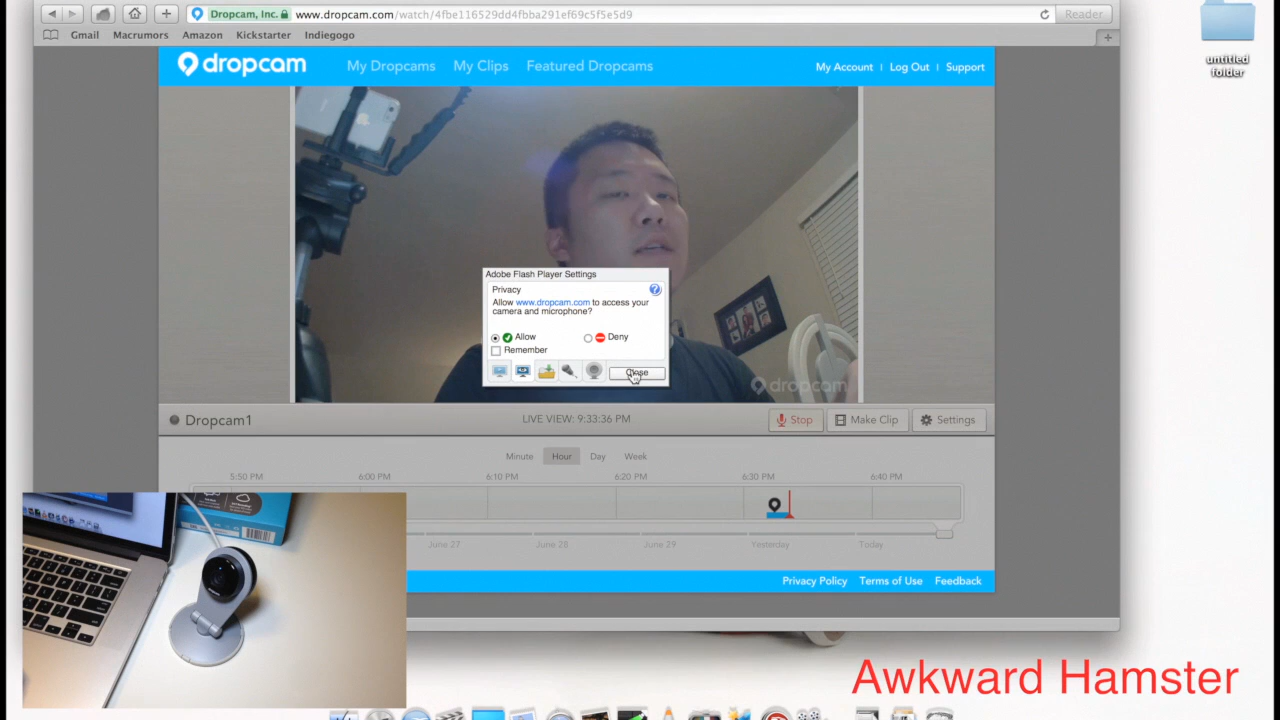 Dropcam, Inc. www.dropcam.com/watch/4fbe116529dd4fbba291ef69c5f5e5d9
Reader
Gmail Macrumors Amazon Kickstarter Indiegogo
untitled
folder
dropcam My Dropcams My Clips Featured Dropcams My Account | Log Out | Support
Adobe Flash Player Settings
Privacy
Allow www.dropcam.com to access your
camera and microphone?
Allow Deny
Remember
Close
dropcam
Dropcam1 LIVE VIEW: 9:33:36 PM Stop Make Clip Settings
Minute Hour Day Week
5:50 PM 6:00 PM 6:10 PM 6:20 PM 6:30 PM 6:40 PM
June 27 June 28 June 29 Yesterday Today
Privacy Policy Terms of Use Feedback
Awkward Hamster